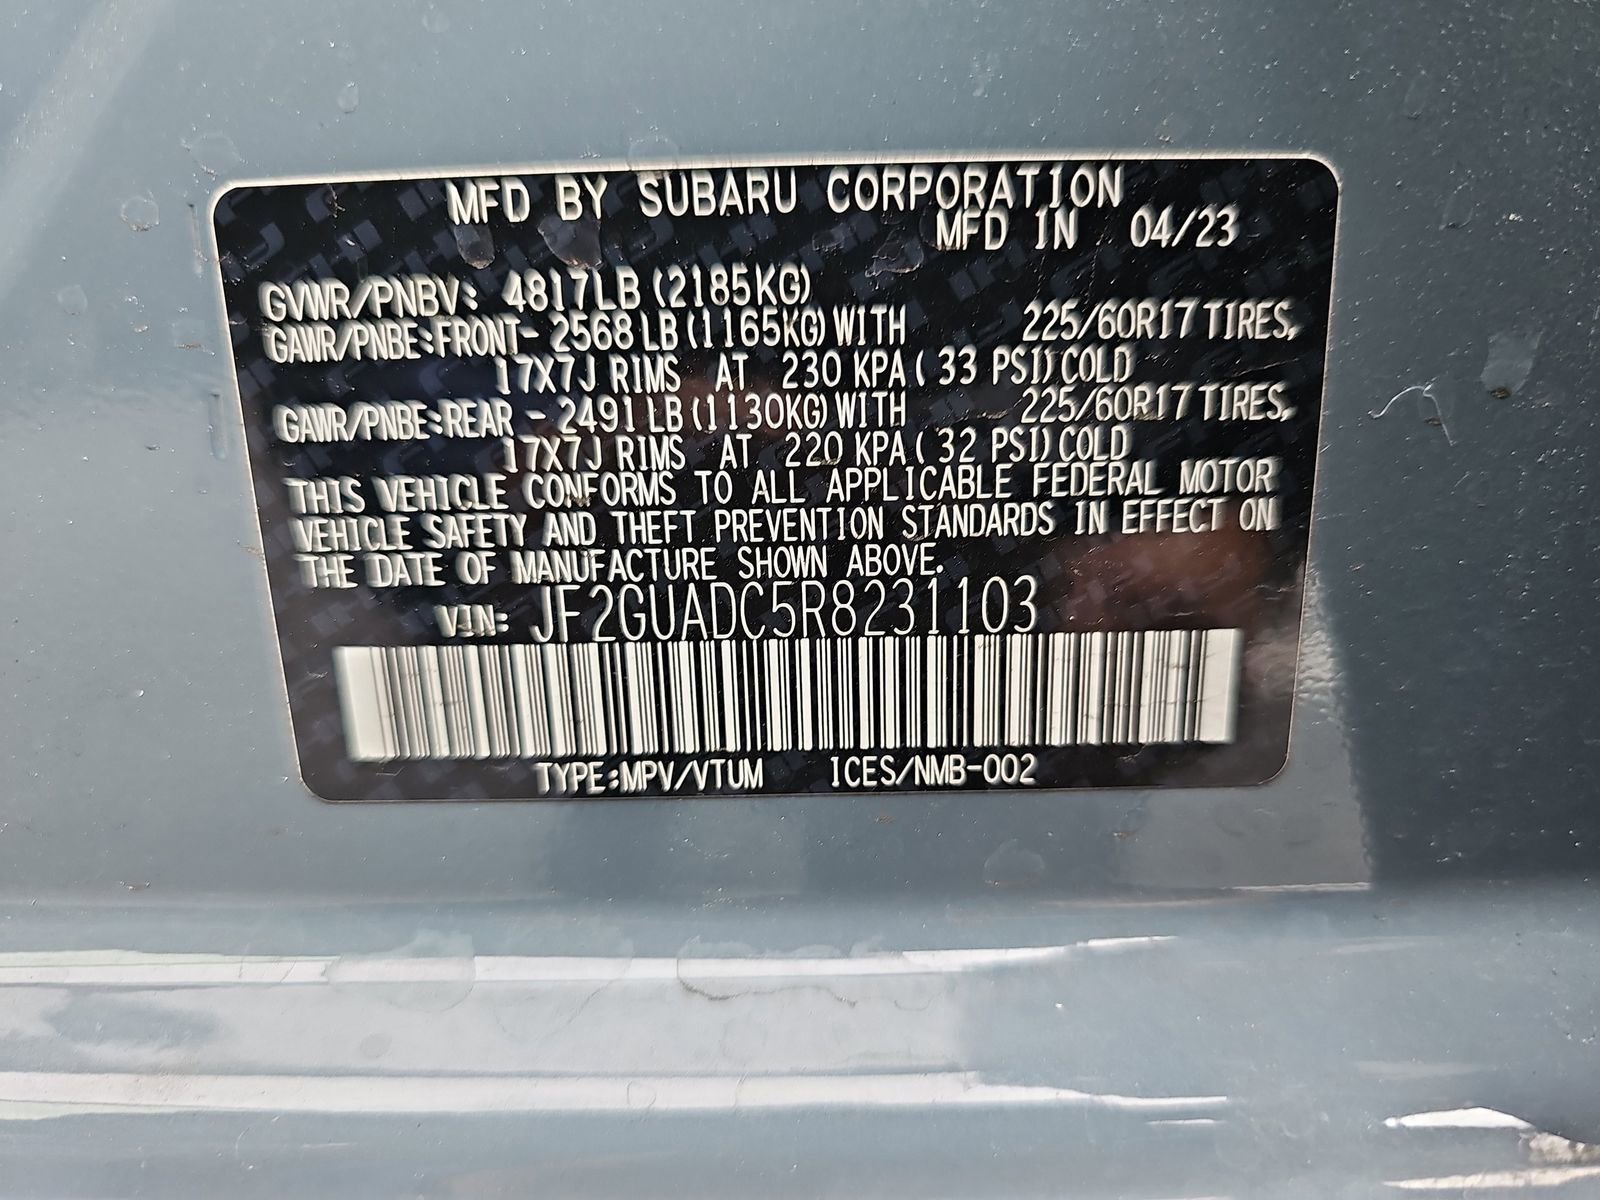 MFD BY SUBARU CORPORATION
MFD IN 04/23
GVWR/PNBV: 4817LB (2185KG)
GAWR/PNBE:FRONT- 2568 LB (1165KG) WITH 225/60R17 TIRES,
17X7J RIMS AT 230 KPA ( 33 PSI) COLD
GAWR/PNBE:REAR - 2491 LB (1130KG) WITH 225/60R17 TIRES,
17X7J RIMS AT 220 KPA ( 32 PSI) COLD
THIS VEHICLE CONFORMS TO ALL APPLICABLE FEDERAL MOTOR
VEHICLE SAFETY AND THEFT PREVENTION STANDARDS IN EFFECT ON
THE DATE OF MANUFACTURE SHOWN ABOVE.
VIN: JF2GUADC5R8231103
TYPE:MPV/VTUM ICES/NMB-002